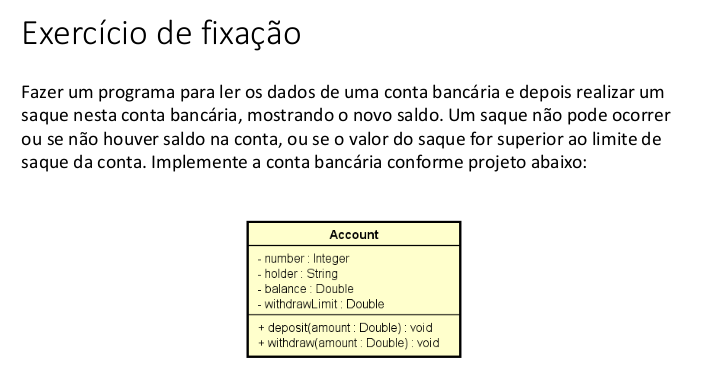 Exercício de fixação
Fazer um programa para ler os dados de uma conta bancária e depois realizar um
saque nesta conta bancária, mostrando o novo saldo. Um saque não pode ocorrer
ou se não houver saldo na conta, ou se o valor do saque for superior ao limite de
saque da conta. Implemente a conta bancária conforme projeto abaixo:
Account
- number : Integer
- holder : String
- balance : Double
- withdrawLimit : Double
+ deposit(amount : Double) : void
+ withdraw(amount : Double) : void